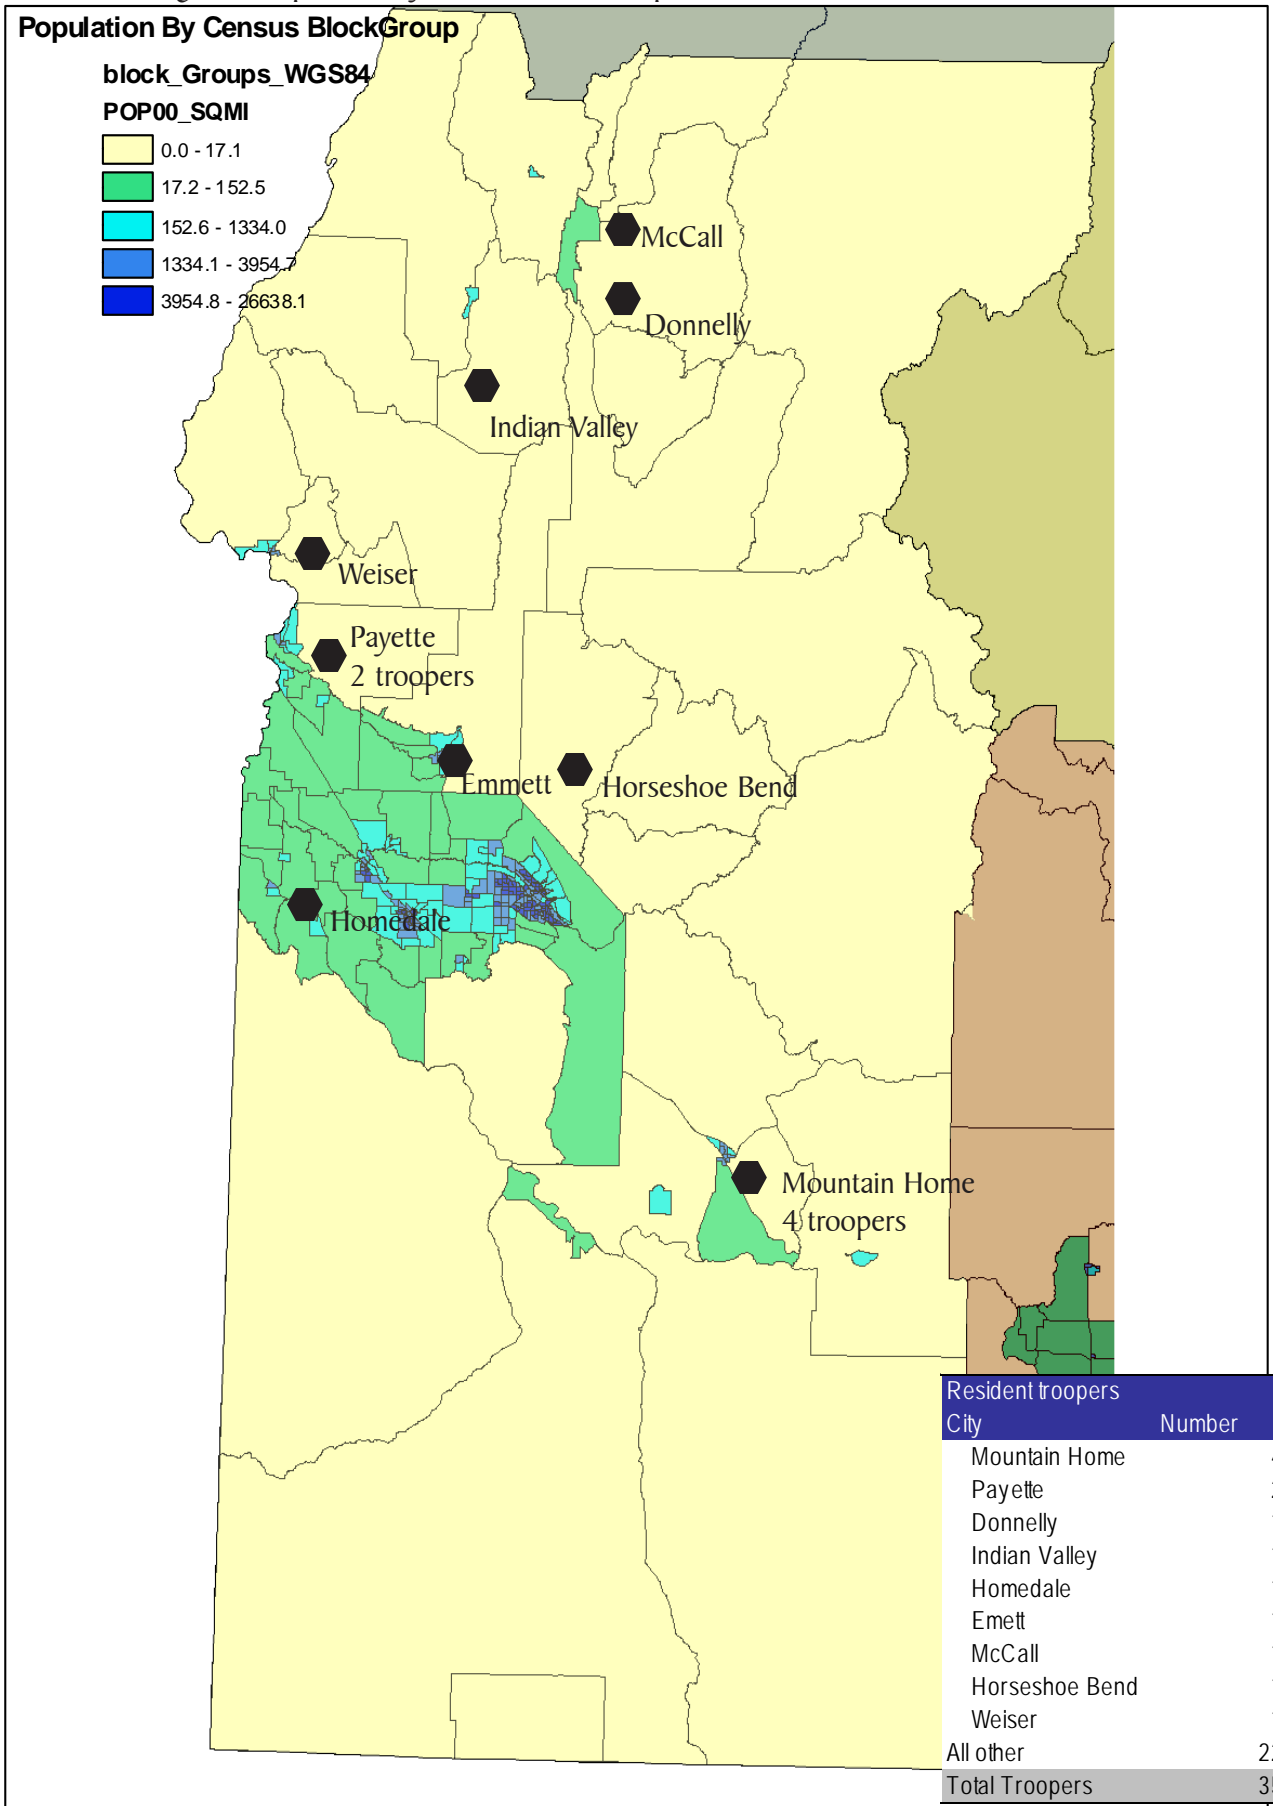 Population By Census BlockGroup
block_Groups_WGS84
POP00_SQMI
0.0 - 17.1
17.2 - 152.5
152.6 - 1334.0
1334.1 - 3954.7
3954.8 - 26638.1
McCall
Donnelly
Indian Valley
Weiser
Payette
2 troopers
Emmett
Horseshoe Bend
Homedale
Mountain Home
4 troopers
Resident troopers
City Number
Mountain Home
Payette
Donnelly
Indian Valley
Homedale
Emett
McCall
Horseshoe Bend
Weiser
All other
Total Troopers